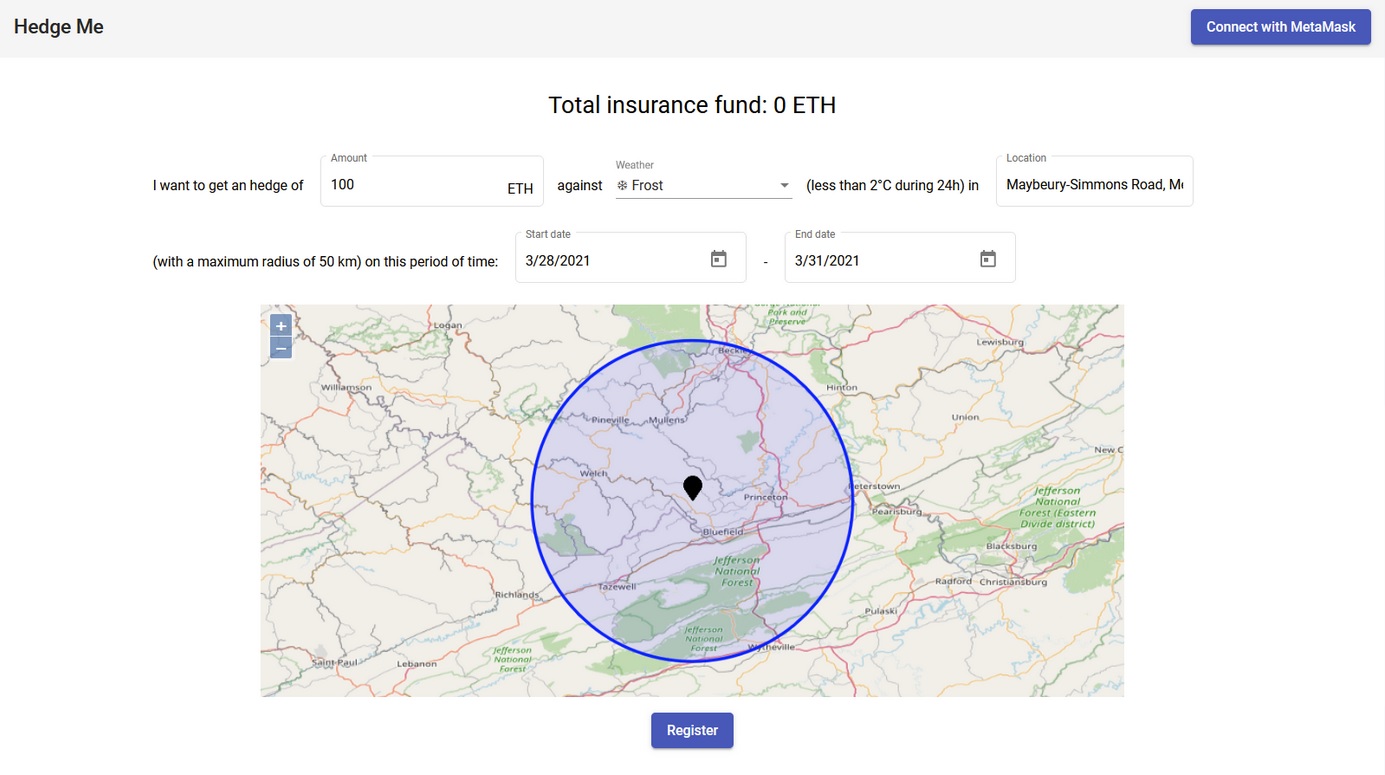 Hedge Me
Connect with MetaMask
Total insurance fund: 0 ETH
Amount
Weather
Location
I want to get an hedge of 100 ETH against ❄ Frost (less than 2°C during 24h) in Maybeury-Simmons Road, M
Start date
End date
(with a maximum radius of 50 km) on this period of time: 3/28/2021 - 3/31/2021
+
−
Park and
Preserve
Logan
Lewisburg
Williamson
Hinton
Pineville
Mullens
Union
New C
Welch
Princeton
Peterstown
Pearisburg
Jefferson
National
Forest (Eastern
Divide district)
Bluefield
Blacksburg
Jefferson
National
Forest
Tazewell
Richlands
Radford
Christiansburg
Pulaski
Jefferson
National
Forest
Jefferson
National
Forest
Wytheville
Saint Paul
Lebanon
Register